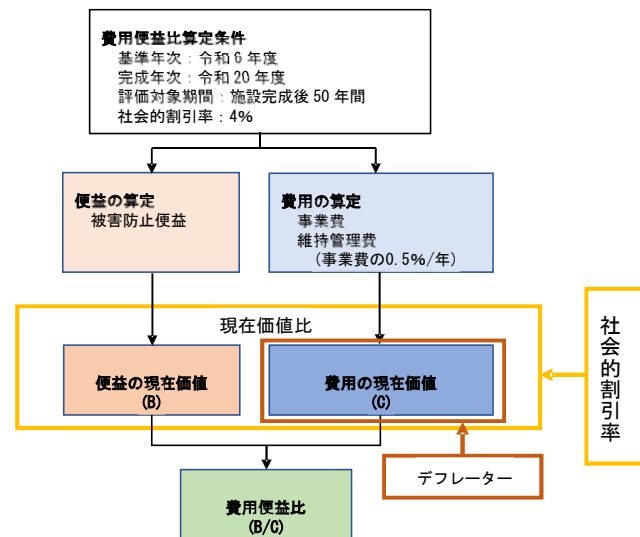 費用便益比算定条件
基準年次：令和6年度
完成年次：令和20年度
評価対象期間：施設完成後50年間
社会的割引率：4%
便益の算定
被害防止便益
費用の算定
事業費
維持管理費
(事業費の0.5%/年)
現在価値比
便益の現在価値
(B)
費用の現在価値
(C)
社会的割引率
デフレーター
費用便益比
(B/C)